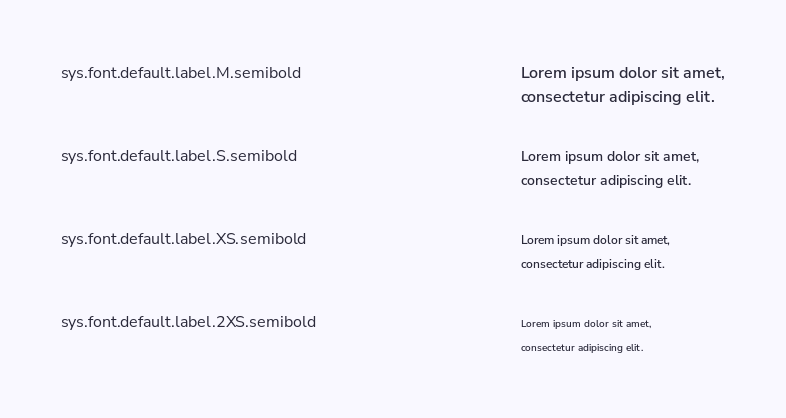 sys.font.default.label.M.semibold
Lorem ipsum dolor sit amet,
consectetur adipiscing elit.
sys.font.default.label.S.semibold
Lorem ipsum dolor sit amet,
consectetur adipiscing elit.
sys.font.default.label.XS.semibold
Lorem ipsum dolor sit amet,
consectetur adipiscing elit.
sys.font.default.label.2XS.semibold
Lorem ipsum dolor sit amet,
consectetur adipiscing elit.